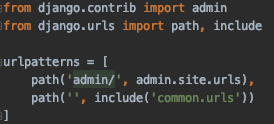 from django.contrib import admin
from django.urls import path, include

urlpatterns = [
    path('admin/', admin.site.urls),
    path('', include('common.urls'))
]